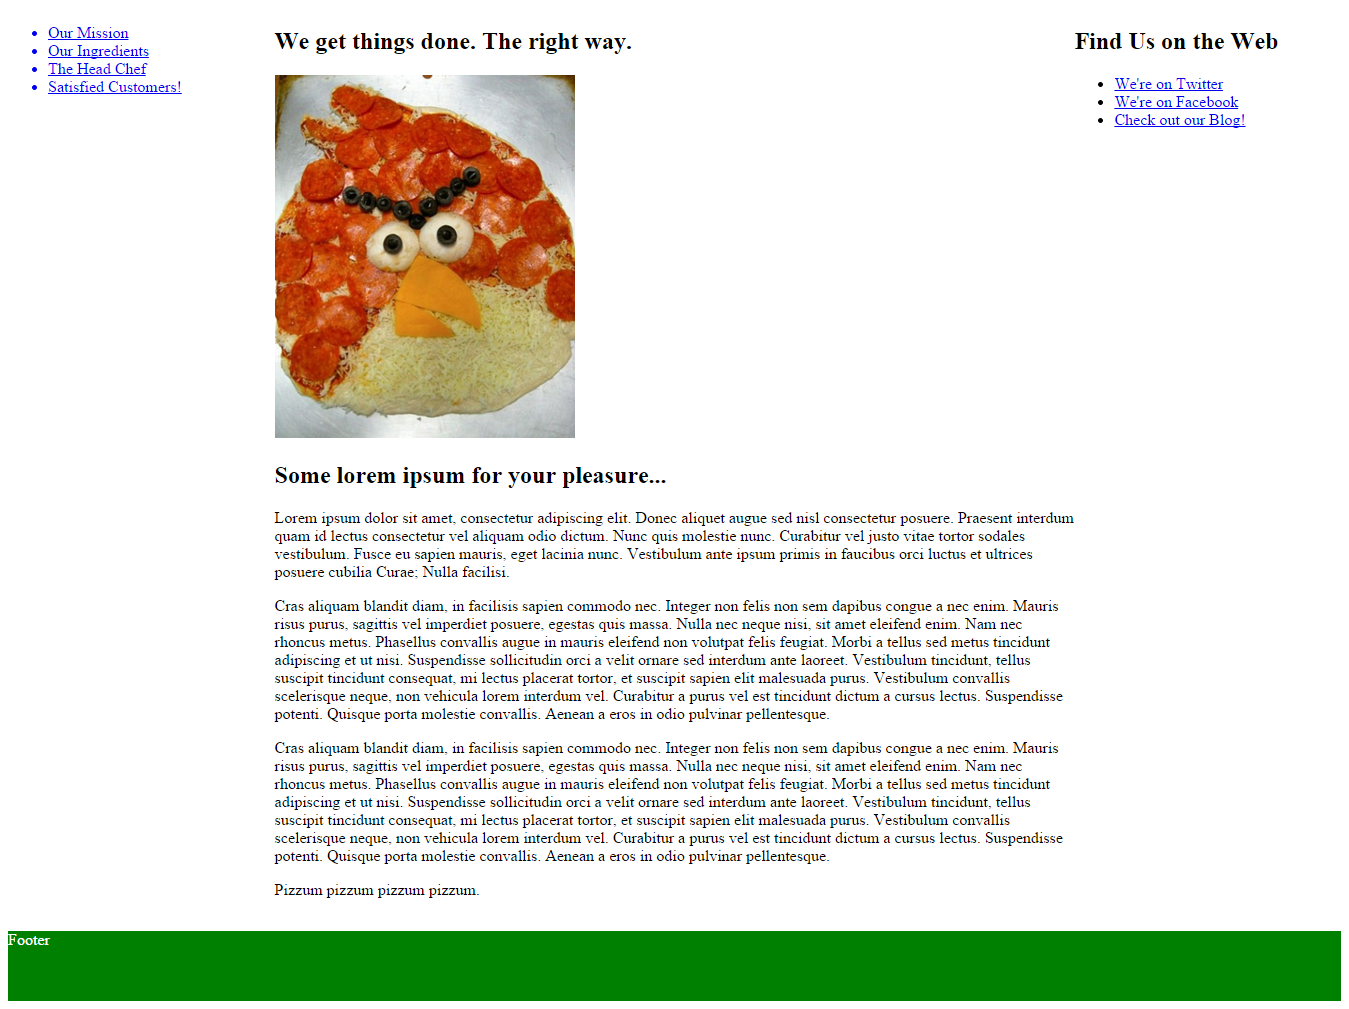 Our Mission
Our Ingredients
The Head Chef
Satisfied Customers!
We get things done. The right way.
Some lorem ipsum for your pleasure...
Lorem ipsum dolor sit amet, consectetur adipiscing elit. Donec aliquet augue sed nisl consectetur posuere. Praesent interdum
quam id lectus consectetur vel aliquam odio dictum. Nunc quis molestie nunc. Curabitur vel justo vitae tortor sodales
vestibulum. Fusce eu sapien mauris, eget lacinia nunc. Vestibulum ante ipsum primis in faucibus orci luctus et ultrices
posuere cubilia Curae; Nulla facilisi.
Cras aliquam blandit diam, in facilisis sapien commodo nec. Integer non felis non sem dapibus congue a nec enim. Mauris
risus purus, sagittis vel imperdiet posuere, egestas quis massa. Nulla nec neque nisi, sit amet eleifend enim. Nam nec
rhoncus metus. Phasellus convallis augue in mauris eleifend non volutpat felis feugiat. Morbi a tellus sed metus tincidunt
adipiscing et ut nisi. Suspendisse sollicitudin orci a velit ornare sed interdum ante laoreet. Vestibulum tincidunt, tellus
suscipit tincidunt consequat, mi lectus placerat tortor, et suscipit sapien elit malesuada purus. Vestibulum convallis
scelerisque neque, non vehicula lorem interdum vel. Curabitur a purus vel est tincidunt dictum a cursus lectus. Suspendisse
potenti. Quisque porta molestie convallis. Aenean a eros in odio pulvinar pellentesque.
Cras aliquam blandit diam, in facilisis sapien commodo nec. Integer non felis non sem dapibus congue a nec enim. Mauris
risus purus, sagittis vel imperdiet posuere, egestas quis massa. Nulla nec neque nisi, sit amet eleifend enim. Nam nec
rhoncus metus. Phasellus convallis augue in mauris eleifend non volutpat felis feugiat. Morbi a tellus sed metus tincidunt
adipiscing et ut nisi. Suspendisse sollicitudin orci a velit ornare sed interdum ante laoreet. Vestibulum tincidunt, tellus
suscipit tincidunt consequat, mi lectus placerat tortor, et suscipit sapien elit malesuada purus. Vestibulum convallis
scelerisque neque, non vehicula lorem interdum vel. Curabitur a purus vel est tincidunt dictum a cursus lectus. Suspendisse
potenti. Quisque porta molestie convallis. Aenean a eros in odio pulvinar pellentesque.
Pizzum pizzum pizzum pizzum.
Find Us on the Web
We're on Twitter
We're on Facebook
Check out our Blog!
Footer